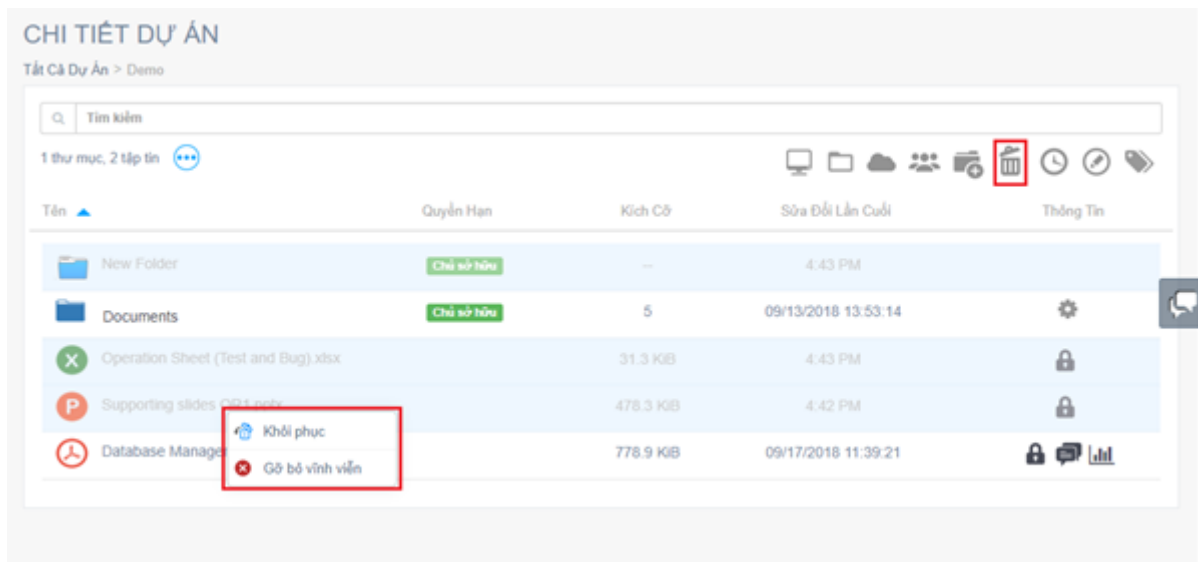 CHI TIẾT DỰ ÁN
Tất Cả Dự Án > Demo
Tìm kiếm
1 thư mục, 2 tập tin
Tên Quyền Hạn Kích Cỡ Sửa Đổi Lần Cuối Thông Tin
New Folder Chủ sở hữu -- 4:43 PM
Documents Chủ sở hữu 5 09/13/2018 13:53:14
Operation Sheet (Test and Bug).xlsx 31.3 KiB 4:43 PM
Supporting slides OR1.pptx 478.3 KiB 4:42 PM
Khôi phục
Database Manager 778.9 KiB 09/17/2018 11:39:21
Gỡ bỏ vĩnh viễn